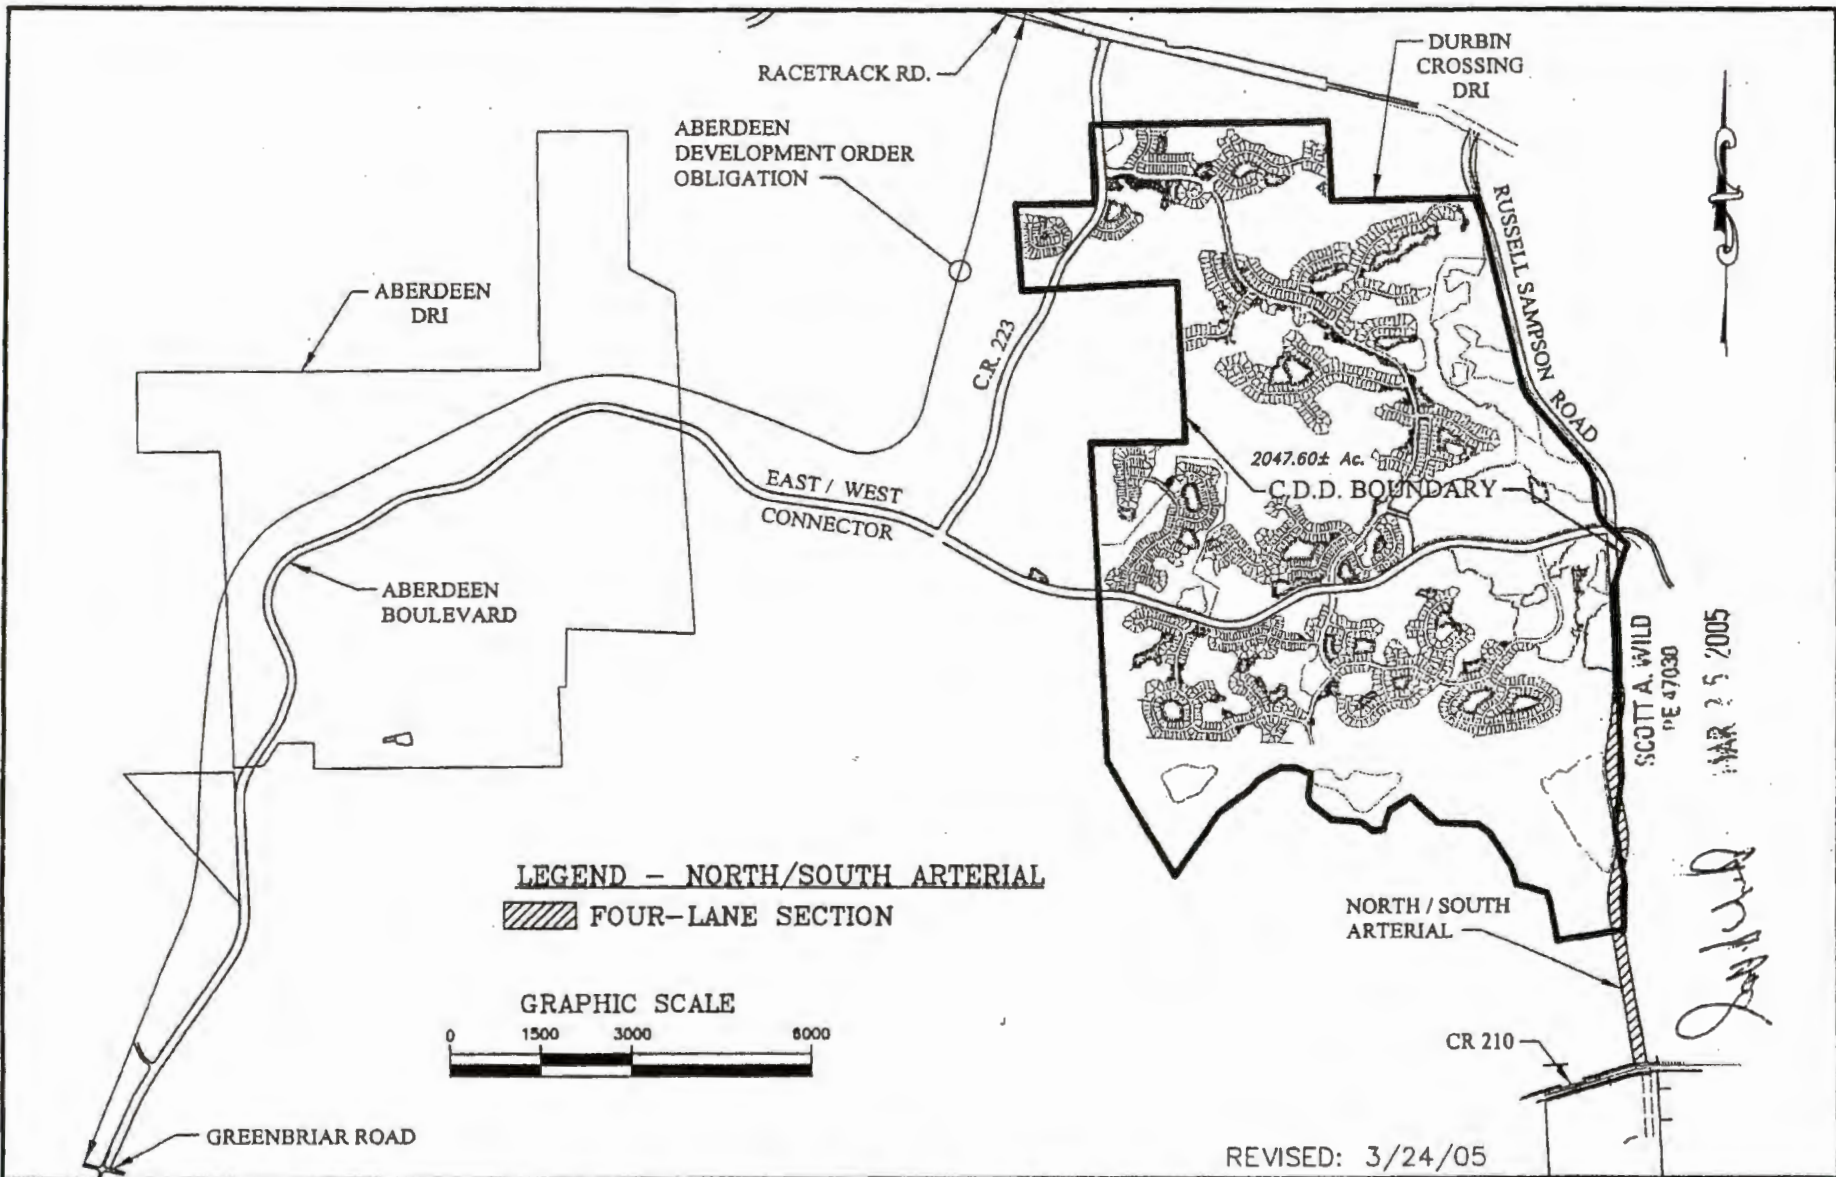 RACETRACK RD.
DURBIN
CROSSING
DRI
ABERDEEN
DEVELOPMENT ORDER
OBLIGATION
ABERDEEN
DRI
RUSSELL SAMPSON ROAD
C.R. 223
2047.60± Ac.
C.D.D. BOUNDARY
EAST / WEST
CONNECTOR
ABERDEEN
BOULEVARD
SCOTT A. WILD
PE 47030
MAR 25 2005
LEGEND - NORTH/SOUTH ARTERIAL
FOUR-LANE SECTION
NORTH / SOUTH
ARTERIAL
GRAPHIC SCALE
0 1500 3000 6000
CR 210
GREENBRIAR ROAD
REVISED: 3/24/05